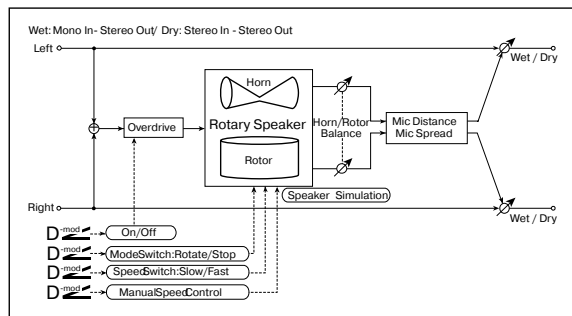 Wet: Mono In- Stereo Out/ Dry: Stereo In - Stereo Out
Left
Wet / Dry
Horn
Overdrive
Rotary Speaker
Horn/Rotor
Balance
Mic Distance
Mic Spread
Rotor
Speaker Simulation
Right
Wet / Dry
D-mod On/Off
D-mod ModeSwitch:Rotate/Stop
D-mod SpeedSwitch:Slow/Fast
D-mod ManualSpeedControl